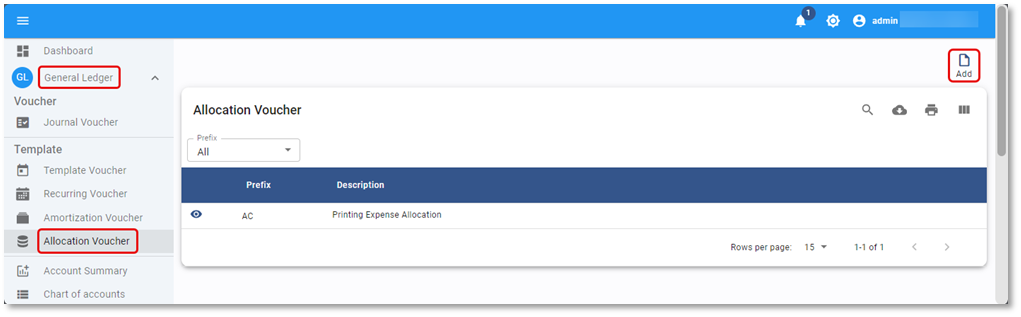 1
admin
Dashboard
GL
General Ledger
Voucher
Journal Voucher
Template
Template Voucher
Recurring Voucher
Amortization Voucher
Allocation Voucher
Account Summary
Chart of accounts
Add
Allocation Voucher
Prefix
All
Prefix Description
AC Printing Expense Allocation
Rows per page: 15 1-1 of 1